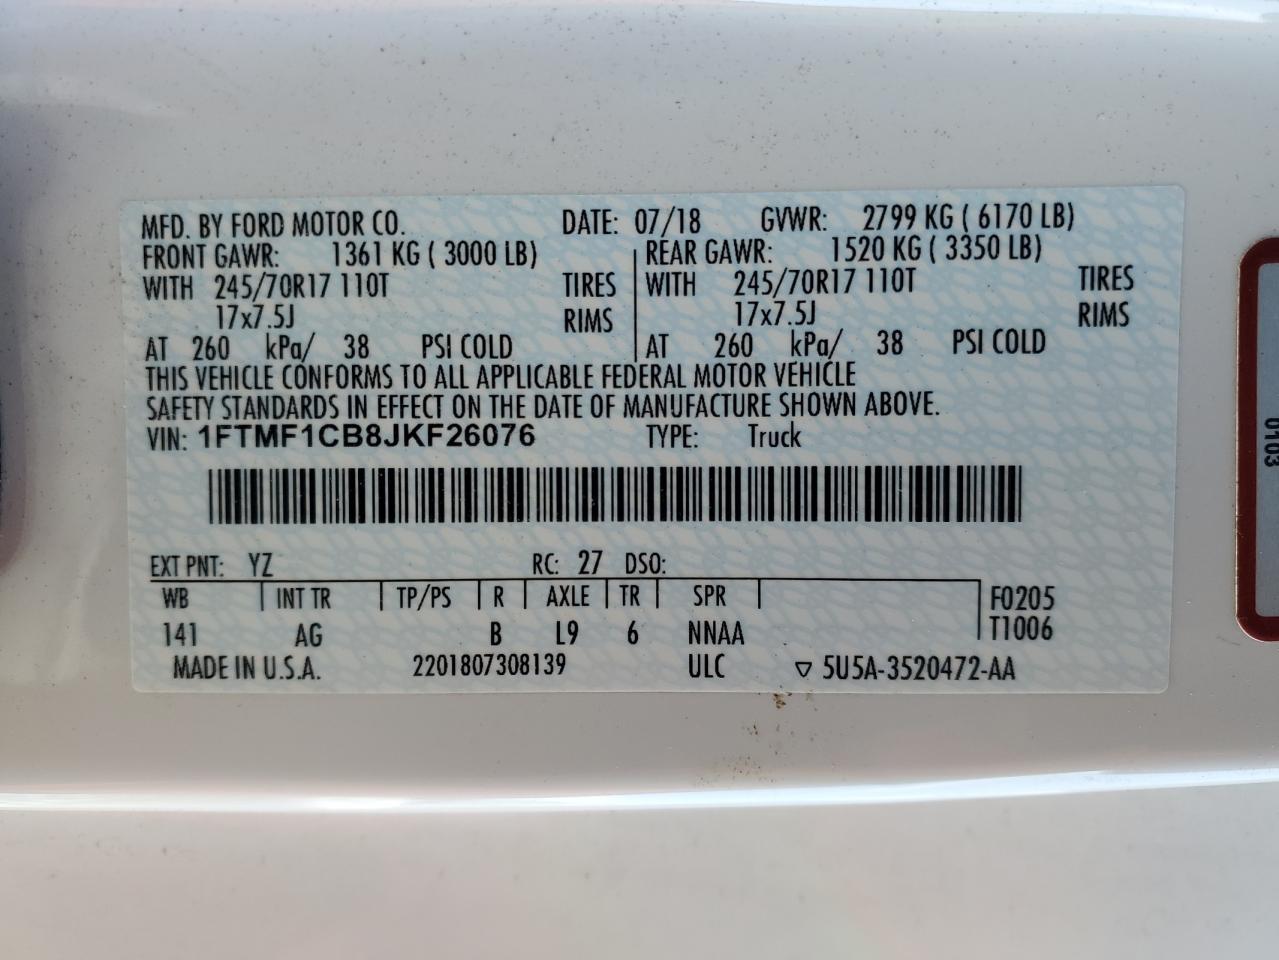 MFD. BY FORD MOTOR CO. DATE: 07/18 GVWR: 2799 KG ( 6170 LB)
FRONT GAWR: 1361 KG ( 3000 LB) REAR GAWR: 1520 KG ( 3350 LB)
WITH 245/70R17 110T TIRES WITH 245/70R17 110T TIRES
17x7.5J RIMS 17x7.5J RIMS
AT 260 kPa/ 38 PSI COLD AT 260 kPa/ 38 PSI COLD
THIS VEHICLE CONFORMS TO ALL APPLICABLE FEDERAL MOTOR VEHICLE
SAFETY STANDARDS IN EFFECT ON THE DATE OF MANUFACTURE SHOWN ABOVE.
VIN: 1FTMF1CB8JKF26076 TYPE: Truck
EXT PNT: YZ RC: 27 DSO:
WB INT TR TP/PS R AXLE TR SPR F0205
141 AG B L9 6 NNAA T1006
MADE IN U.S.A. 2201807308139 ULC ▽ 5U5A-3520472-AA
0103